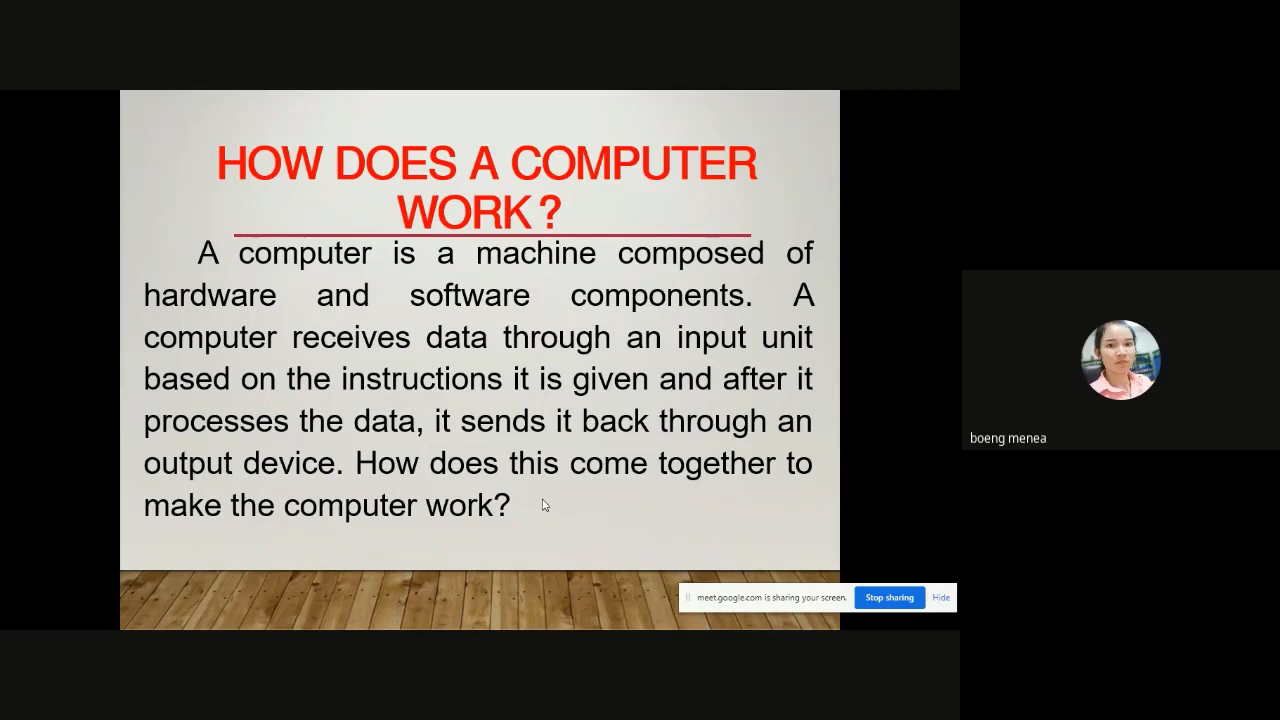 HOW DOES A COMPUTER
WORK?
A computer is a machine composed of
hardware and software components. A
computer receives data through an input unit
based on the instructions it is given and after it
processes the data, it sends it back through an
output device. How does this come together to
make the computer work?
boeng menea
meet.google.com is sharing your screen. Stop sharing Hide